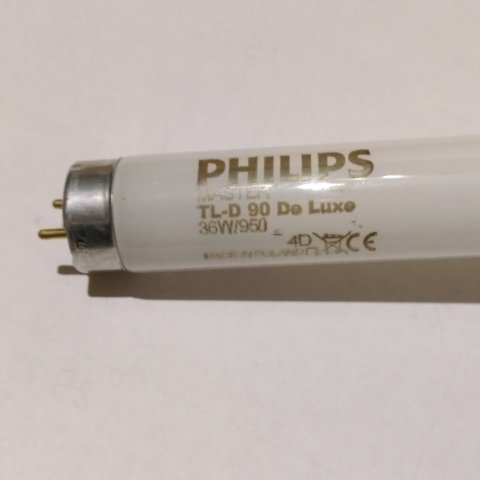 PHILIPS
MASTER
TL-D 90 De Luxe
36W/950
4D CE
MADE IN POLAND